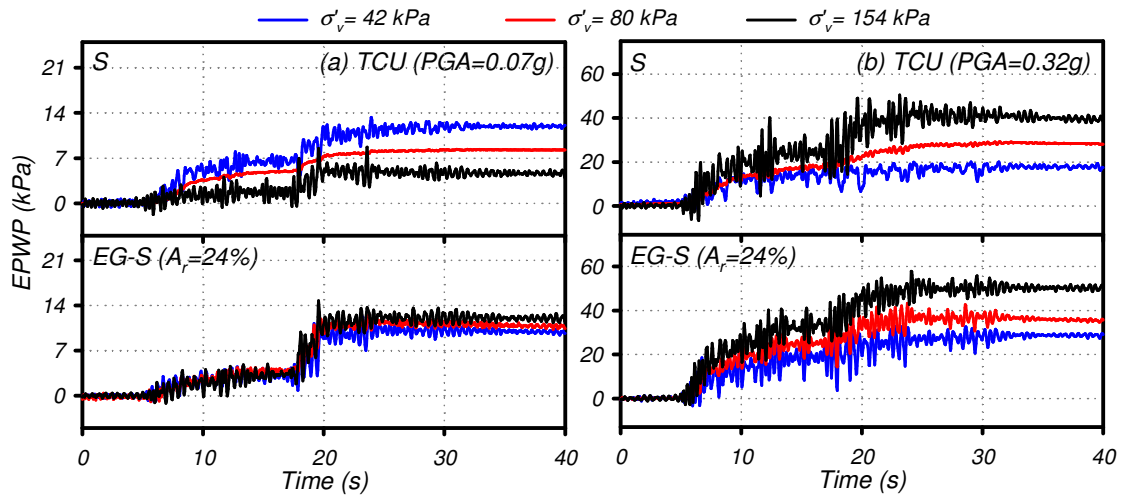 σ'v= 42 kPa σ'v= 80 kPa σ'v= 154 kPa
S (a) TCU (PGA=0.07g)
21
14
7
0
EG-S (Ar=24%)
21
14
7
0
0 10 20 30 40
Time (s)
EPWP (kPa)
S (b) TCU (PGA=0.32g)
60
40
20
0
EG-S (Ar=24%)
60
40
20
0
0 10 20 30 40
Time (s)